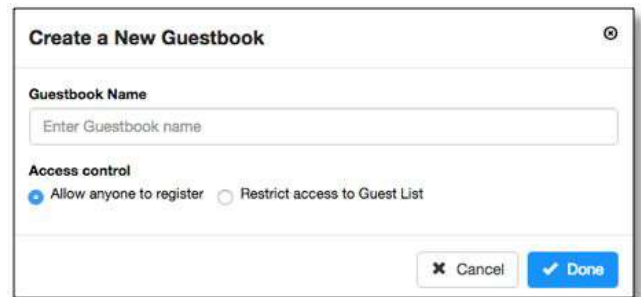 Create a New Guestbook
Guestbook Name
Enter Guestbook name
Access control
Allow anyone to register Restrict access to Guest List
Cancel Done